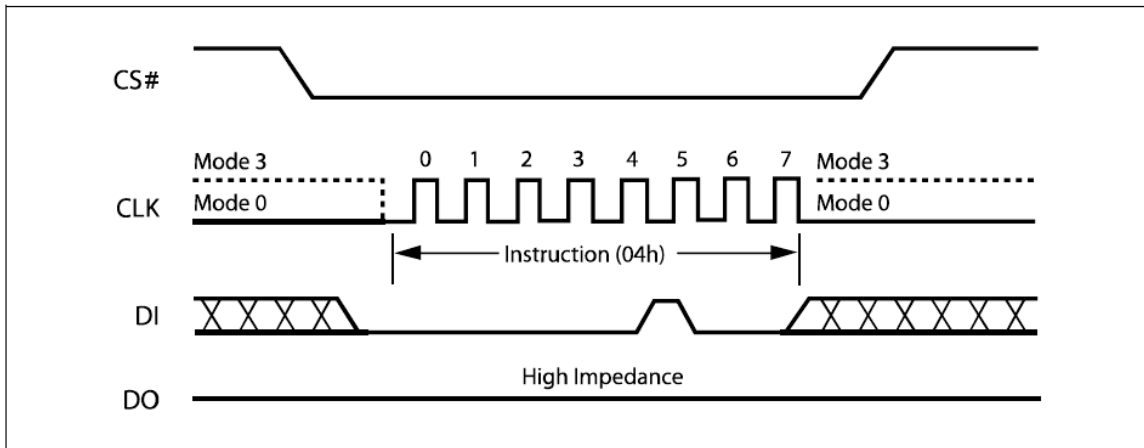 CS#
Mode 3
0 1 2 3 4 5 6 7
Mode 3
CLK
Mode 0
Mode 0
Instruction (04h)
DI
High Impedance
DO